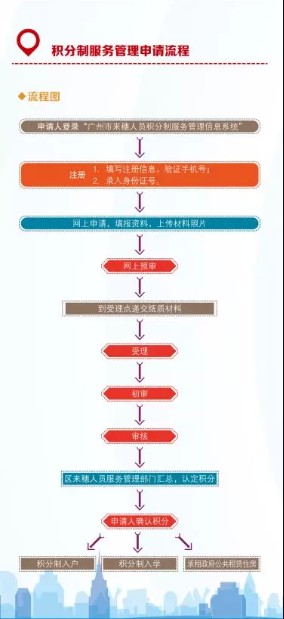 积分制服务管理申请流程
流程图
申请人登录“广州市来穗人员积分制服务管理信息系统”
注册
1. 填写注册信息，验证手机号；
2. 录入身份证号。
网上申请，填报资料，上传材料照片
网上预审
到受理点递交纸质材料
受理
初审
审核
区来穗人员服务管理部门汇总，认定积分
申请人确认积分
积分制入户
积分制入学
承租政府公共租赁住房